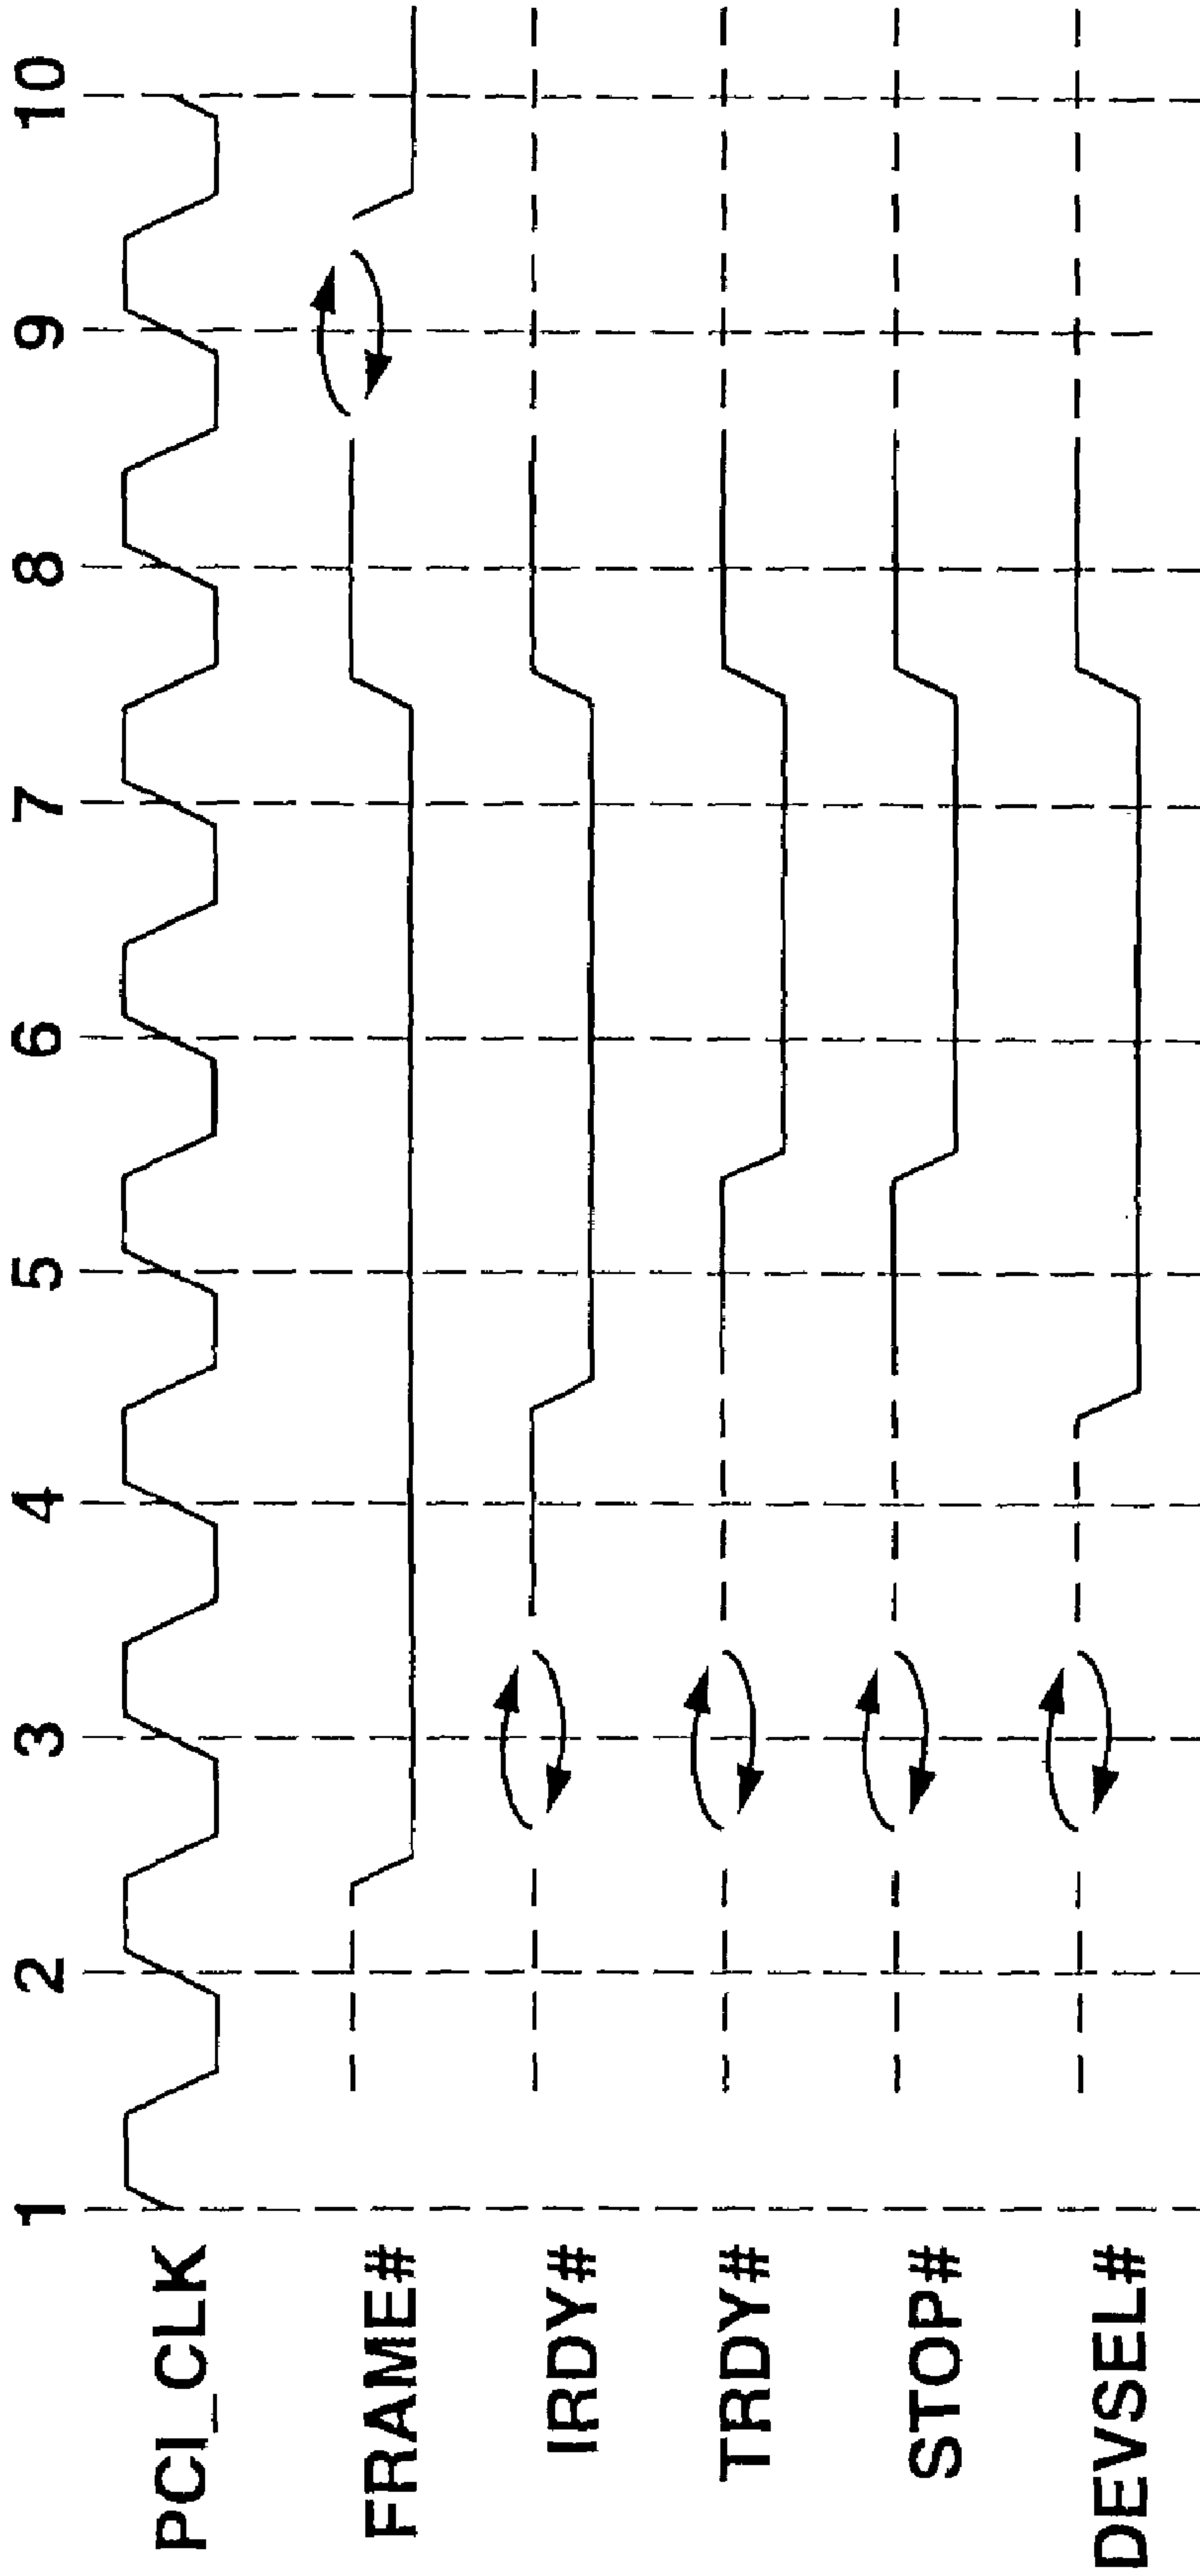 1 2 3 4 5 6 7 8 9 10
PCI_CLK
FRAME#
IRDY#
TRDY#
STOP#
DEVSEL#